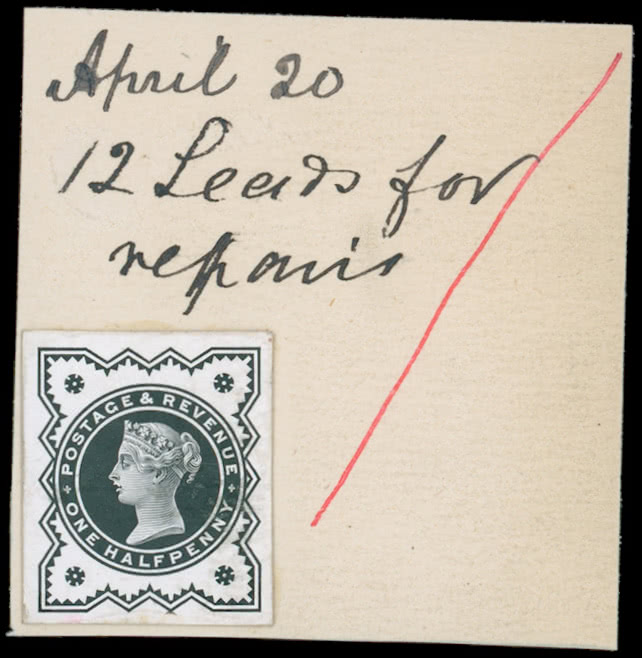 April 20
12 Leads for
repairs
POSTAGE & REVENUE
ONE HALFPENNY